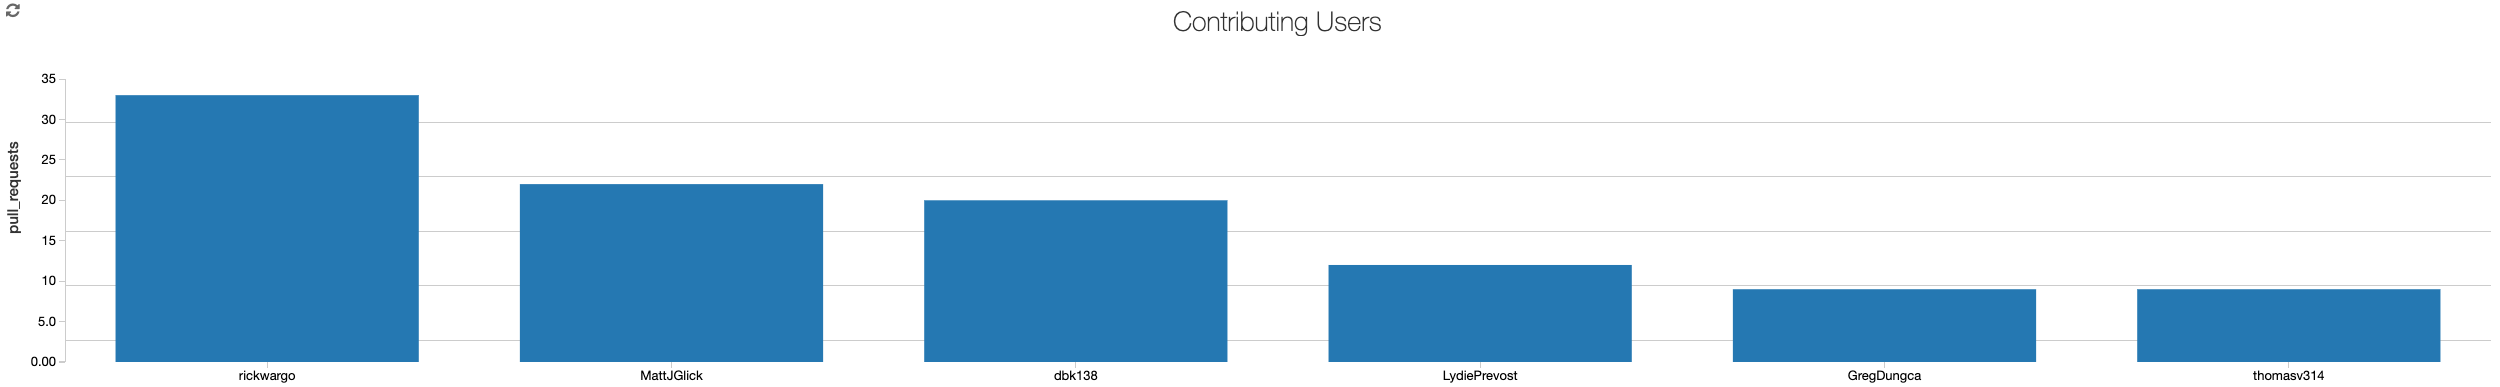 Contributing Users
pull_requests
35
30
25
20
15
10
5.0
0.00
rickwargo
MattJGlick
dbk138
LydiePrevost
GregDungca
thomasv314